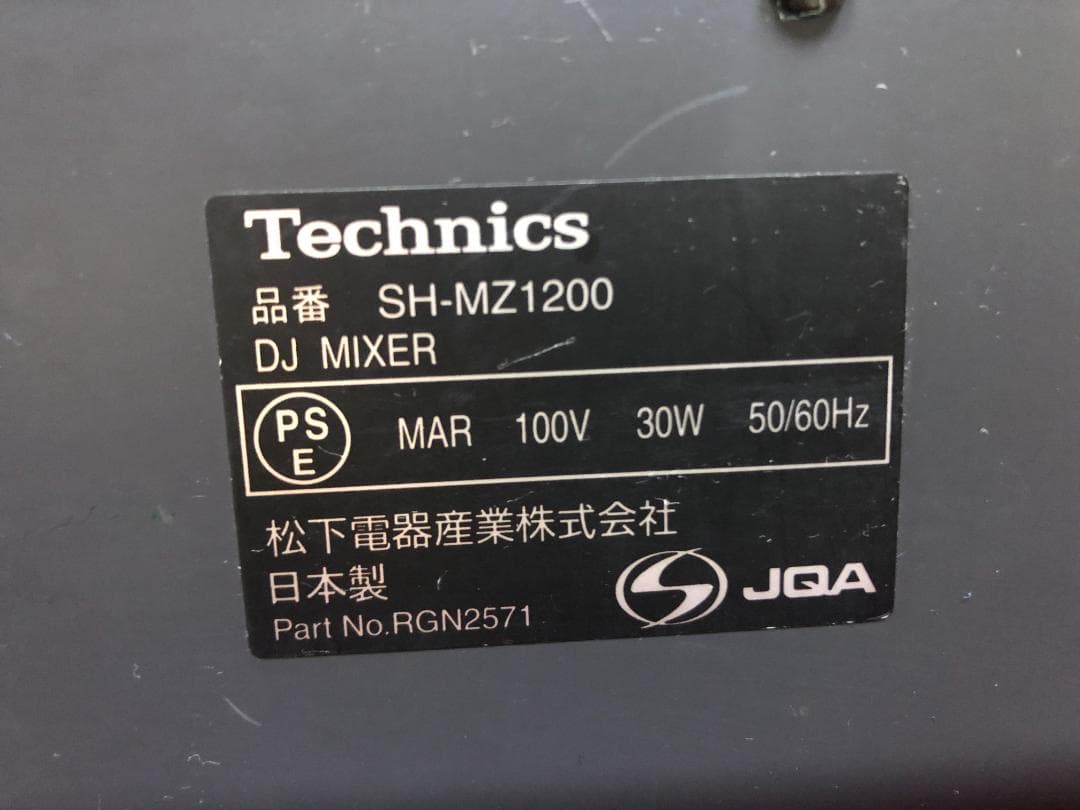 Technics
品番 SH-MZ1200
DJ MIXER
PS
E MAR 100V 30W 50/60Hz
松下電器産業株式会社
日本製
JQA
Part No.RGN2571